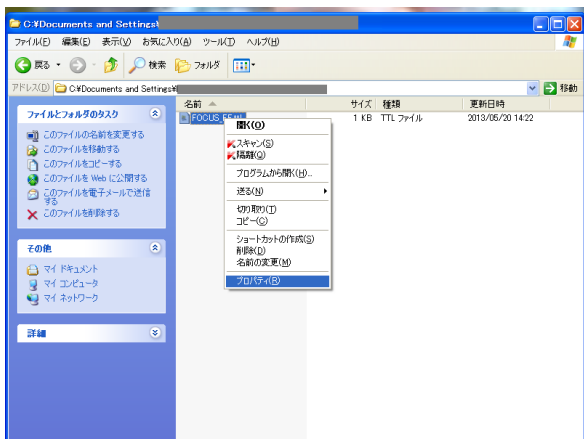 C:¥Documents and Settings¥
ファイル(F) 編集(E) 表示(V) お気に入り(A) ツール(T) ヘルプ(H)
戻る 検索 フォルダ
アドレス(D) C:¥Documents and Settings¥ 移動
名前 サイズ 種類 更新日時
1 KB TTL ファイル 2013/05/20 14:22
ファイルとフォルダのタスク
このファイルの名前を変更する
このファイルを移動する
このファイルをコピーする
このファイルを Web に公開する
このファイルを電子メールで送信
する
このファイルを削除する
その他
マイ ドキュメント
マイ コンピュータ
マイ ネットワーク
詳細
開く(O)
スキャン(S)
隔離(Q)
プログラムから開く(H)...
送る(N)
切り取り(T)
コピー(C)
ショートカットの作成(S)
削除(D)
名前の変更(M)
プロパティ(R)